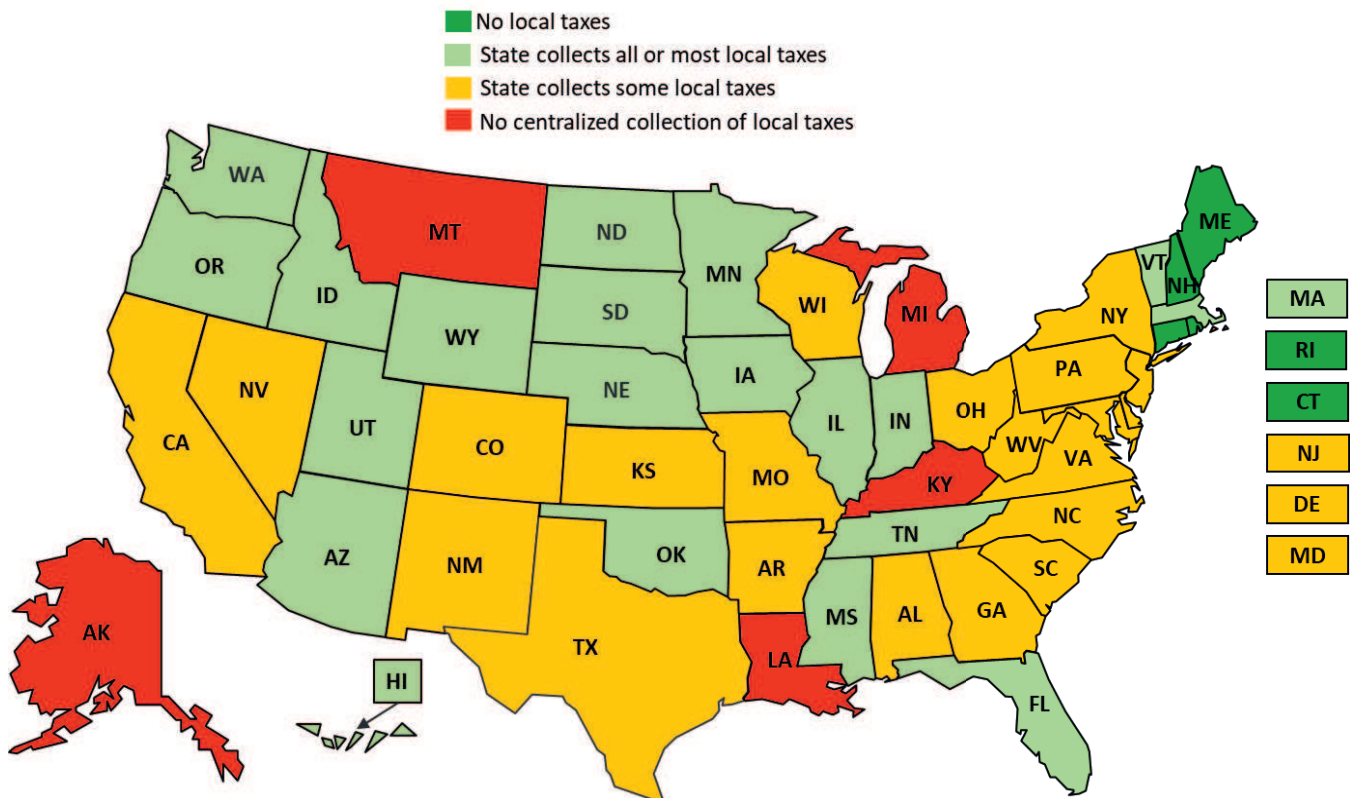 No local taxes
State collects all or most local taxes
State collects some local taxes
No centralized collection of local taxes
WA
MT
ND
MN
ME
VT
NH
OR
ID
SD
WI
MI
NY
MA
WY
RI
IA
PA
NE
CT
NV
UT
CO
IL
IN
OH
NJ
CA
KS
MO
WV
VA
KY
DE
NC
TN
MD
AZ
NM
OK
AR
SC
MS
AL
GA
AK
TX
LA
HI
FL